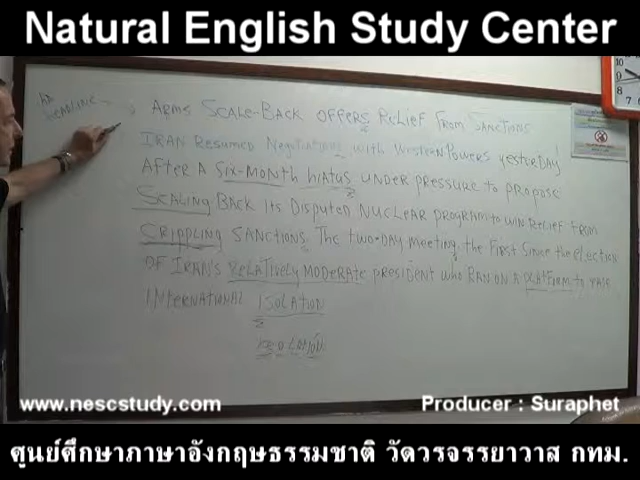 Natural English Study Center
HEADLINE
ARMS SCALE-BACK OFFERS RELIEF FROM SANCTIONS
IRAN RESUMED NEGOTIATIONS WITH WESTERN POWERS YESTERDAY
AFTER A SIX-MONTH HIATUS UNDER PRESSURE TO PROPOSE
SCALING-BACK ITS DISPUTED NUCLEAR PROGRAM TO WIN RELIEF FROM
CRIPPLING SANCTIONS. THE TWO-DAY MEETING, THE FIRST SINCE THE ELECTION
OF IRAN'S RELATIVELY MODERATE PRESIDENT WHO RAN ON A PLATFORM TO EASE
INTERNATIONAL ISOLATION
www.nescstudy.com
Producer : Suraphet
ศูนย์ศึกษาภาษาอังกฤษธรรมชาติ วัดวรจรรยาวาส กทม.